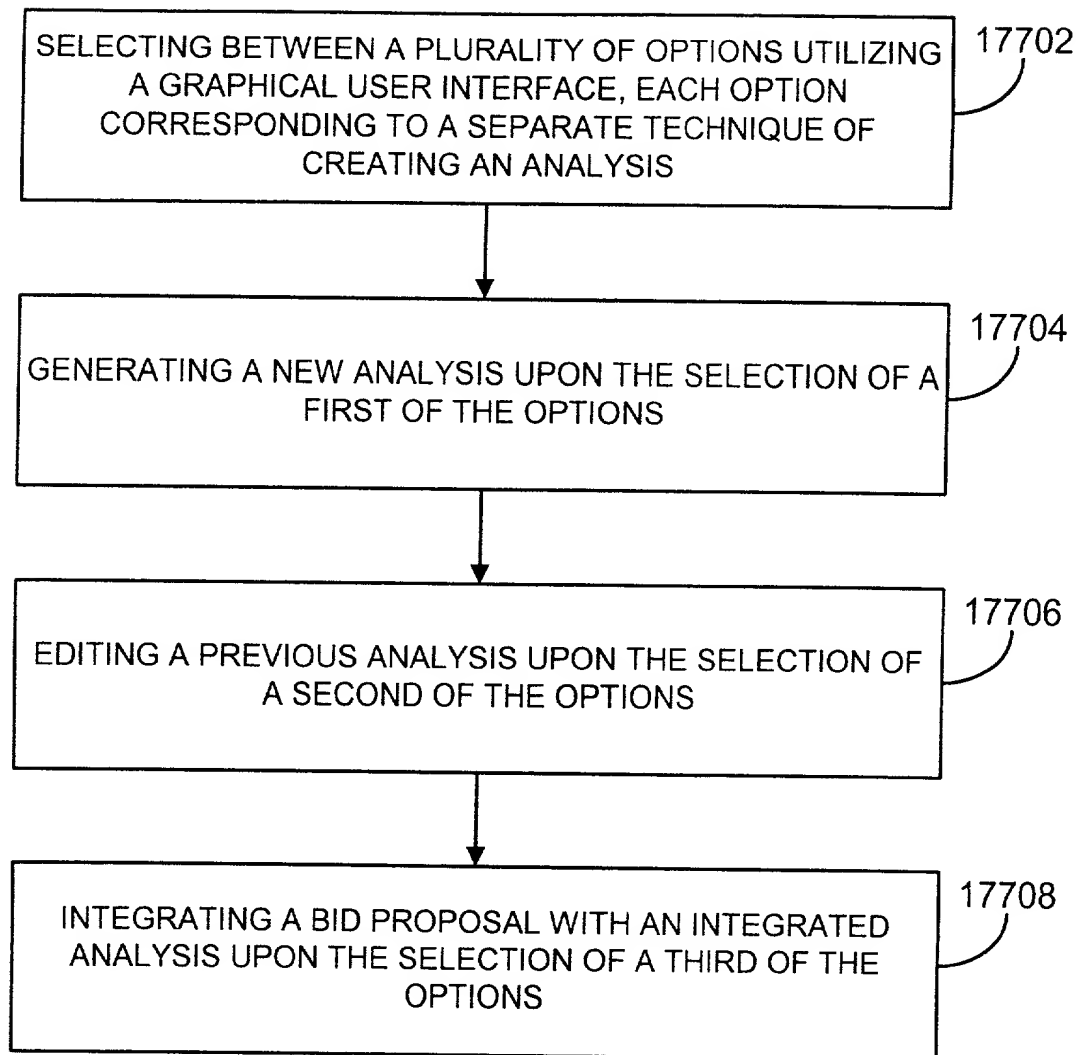 SELECTING BETWEEN A PLURALITY OF OPTIONS UTILIZING
A GRAPHICAL USER INTERFACE, EACH OPTION
CORRESPONDING TO A SEPARATE TECHNIQUE OF
CREATING AN ANALYSIS
17702
GENERATING A NEW ANALYSIS UPON THE SELECTION OF A
FIRST OF THE OPTIONS
17704
EDITING A PREVIOUS ANALYSIS UPON THE SELECTION OF
A SECOND OF THE OPTIONS
17706
INTEGRATING A BID PROPOSAL WITH AN INTEGRATED
ANALYSIS UPON THE SELECTION OF A THIRD OF THE
OPTIONS
17708